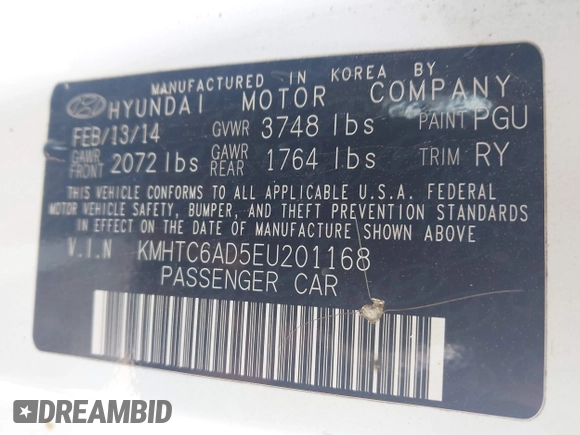 MANUFACTURED IN KOREA BY
HYUNDAI MOTOR COMPANY
FEB/13/14 GVWR 3748 lbs PAINT PGU
GAWR FRONT 2072 lbs GAWR REAR 1764 lbs TRIM RY
THIS VEHICLE CONFORMS TO ALL APPLICABLE U.S.A. FEDERAL
MOTOR VEHICLE SAFETY, BUMPER, AND THEFT PREVENTION STANDARDS
IN EFFECT ON THE DATE OF MANUFACTURE SHOWN ABOVE
V.I.N KMHTC6AD5EU201168
PASSENGER CAR
DREAMBID